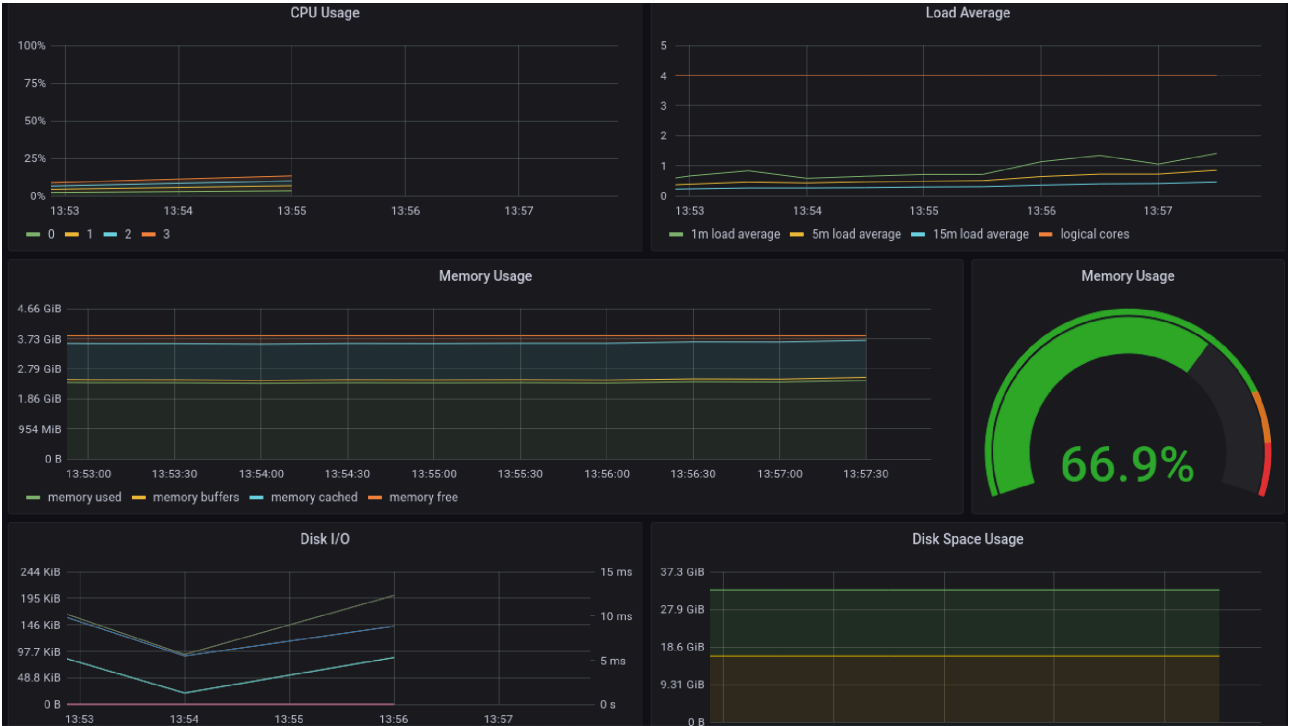 CPU Usage
100%
75%
50%
25%
0%
13:53 13:54 13:55 13:56 13:57
0 1 2 3
Load Average
5
4
3
2
1
0
13:53 13:54 13:55 13:56 13:57
1m load average 5m load average 15m load average logical cores
Memory Usage
4.66 GiB
3.73 GiB
2.79 GiB
1.86 GiB
954 MiB
0 B
13:53:00 13:53:30 13:54:00 13:54:30 13:55:00 13:55:30 13:56:00 13:56:30 13:57:00 13:57:30
memory used memory buffers memory cached memory free
Memory Usage
66.9%
Disk I/O
244 KiB
195 KiB
146 KiB
97.7 KiB
48.8 KiB
0 B
15 ms
10 ms
5 ms
0 s
13:53 13:54 13:55 13:56 13:57
Disk Space Usage
37.3 GiB
27.9 GiB
18.6 GiB
9.31 GiB
0 B